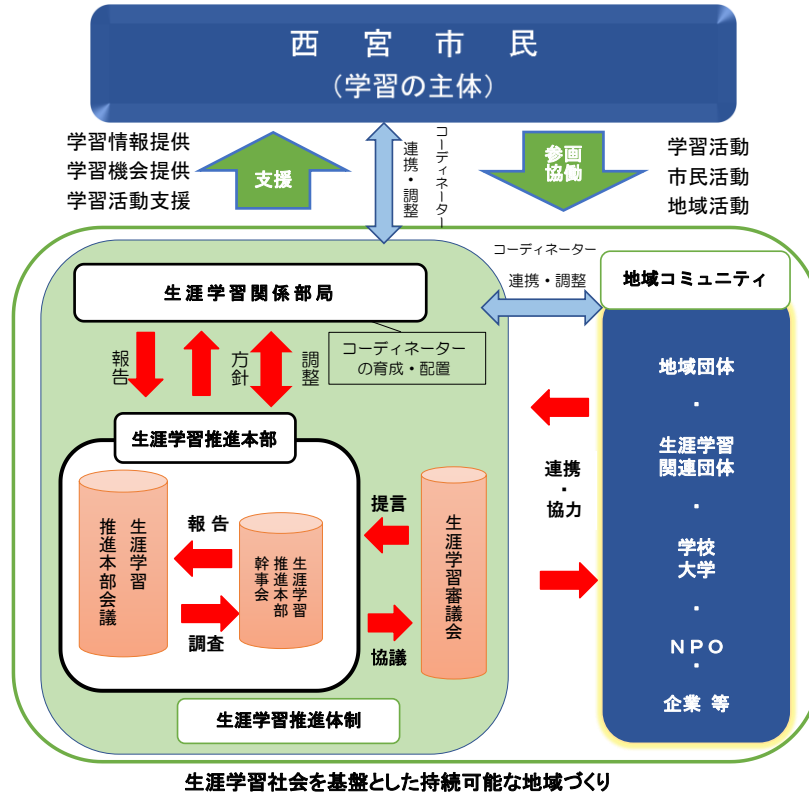 西宮市民
(学習の主体)
学習情報提供
学習機会提供
学習活動支援
支援
連携・調整
コーディネーター
参画
協働
学習活動
市民活動
地域活動
コーディネーター
連携・調整
生涯学習関係部局
コーディネーター
の育成・配置
報告
方針
調整
生涯学習推進本部
生涯学習
推進本部会議
報告
調査
生涯学習
推進本部
幹事会
提言
協議
生涯学習審議会
生涯学習推進体制
連携
・
協力
地域コミュニティ
地域団体
・
生涯学習
関連団体
・
学校
大学
・
NPO
・
企業 等
生涯学習社会を基盤とした持続可能な地域づくり